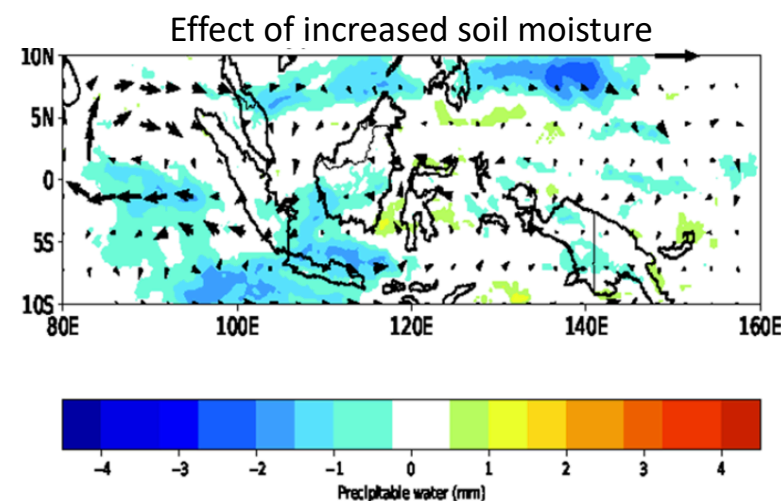 Effect of increased soil moisture
10N
5N
0
5S
10S
80E 100E 120E 140E 160E
−4 −3 −2 −1 0 1 2 3 4
Precipitable water (mm)